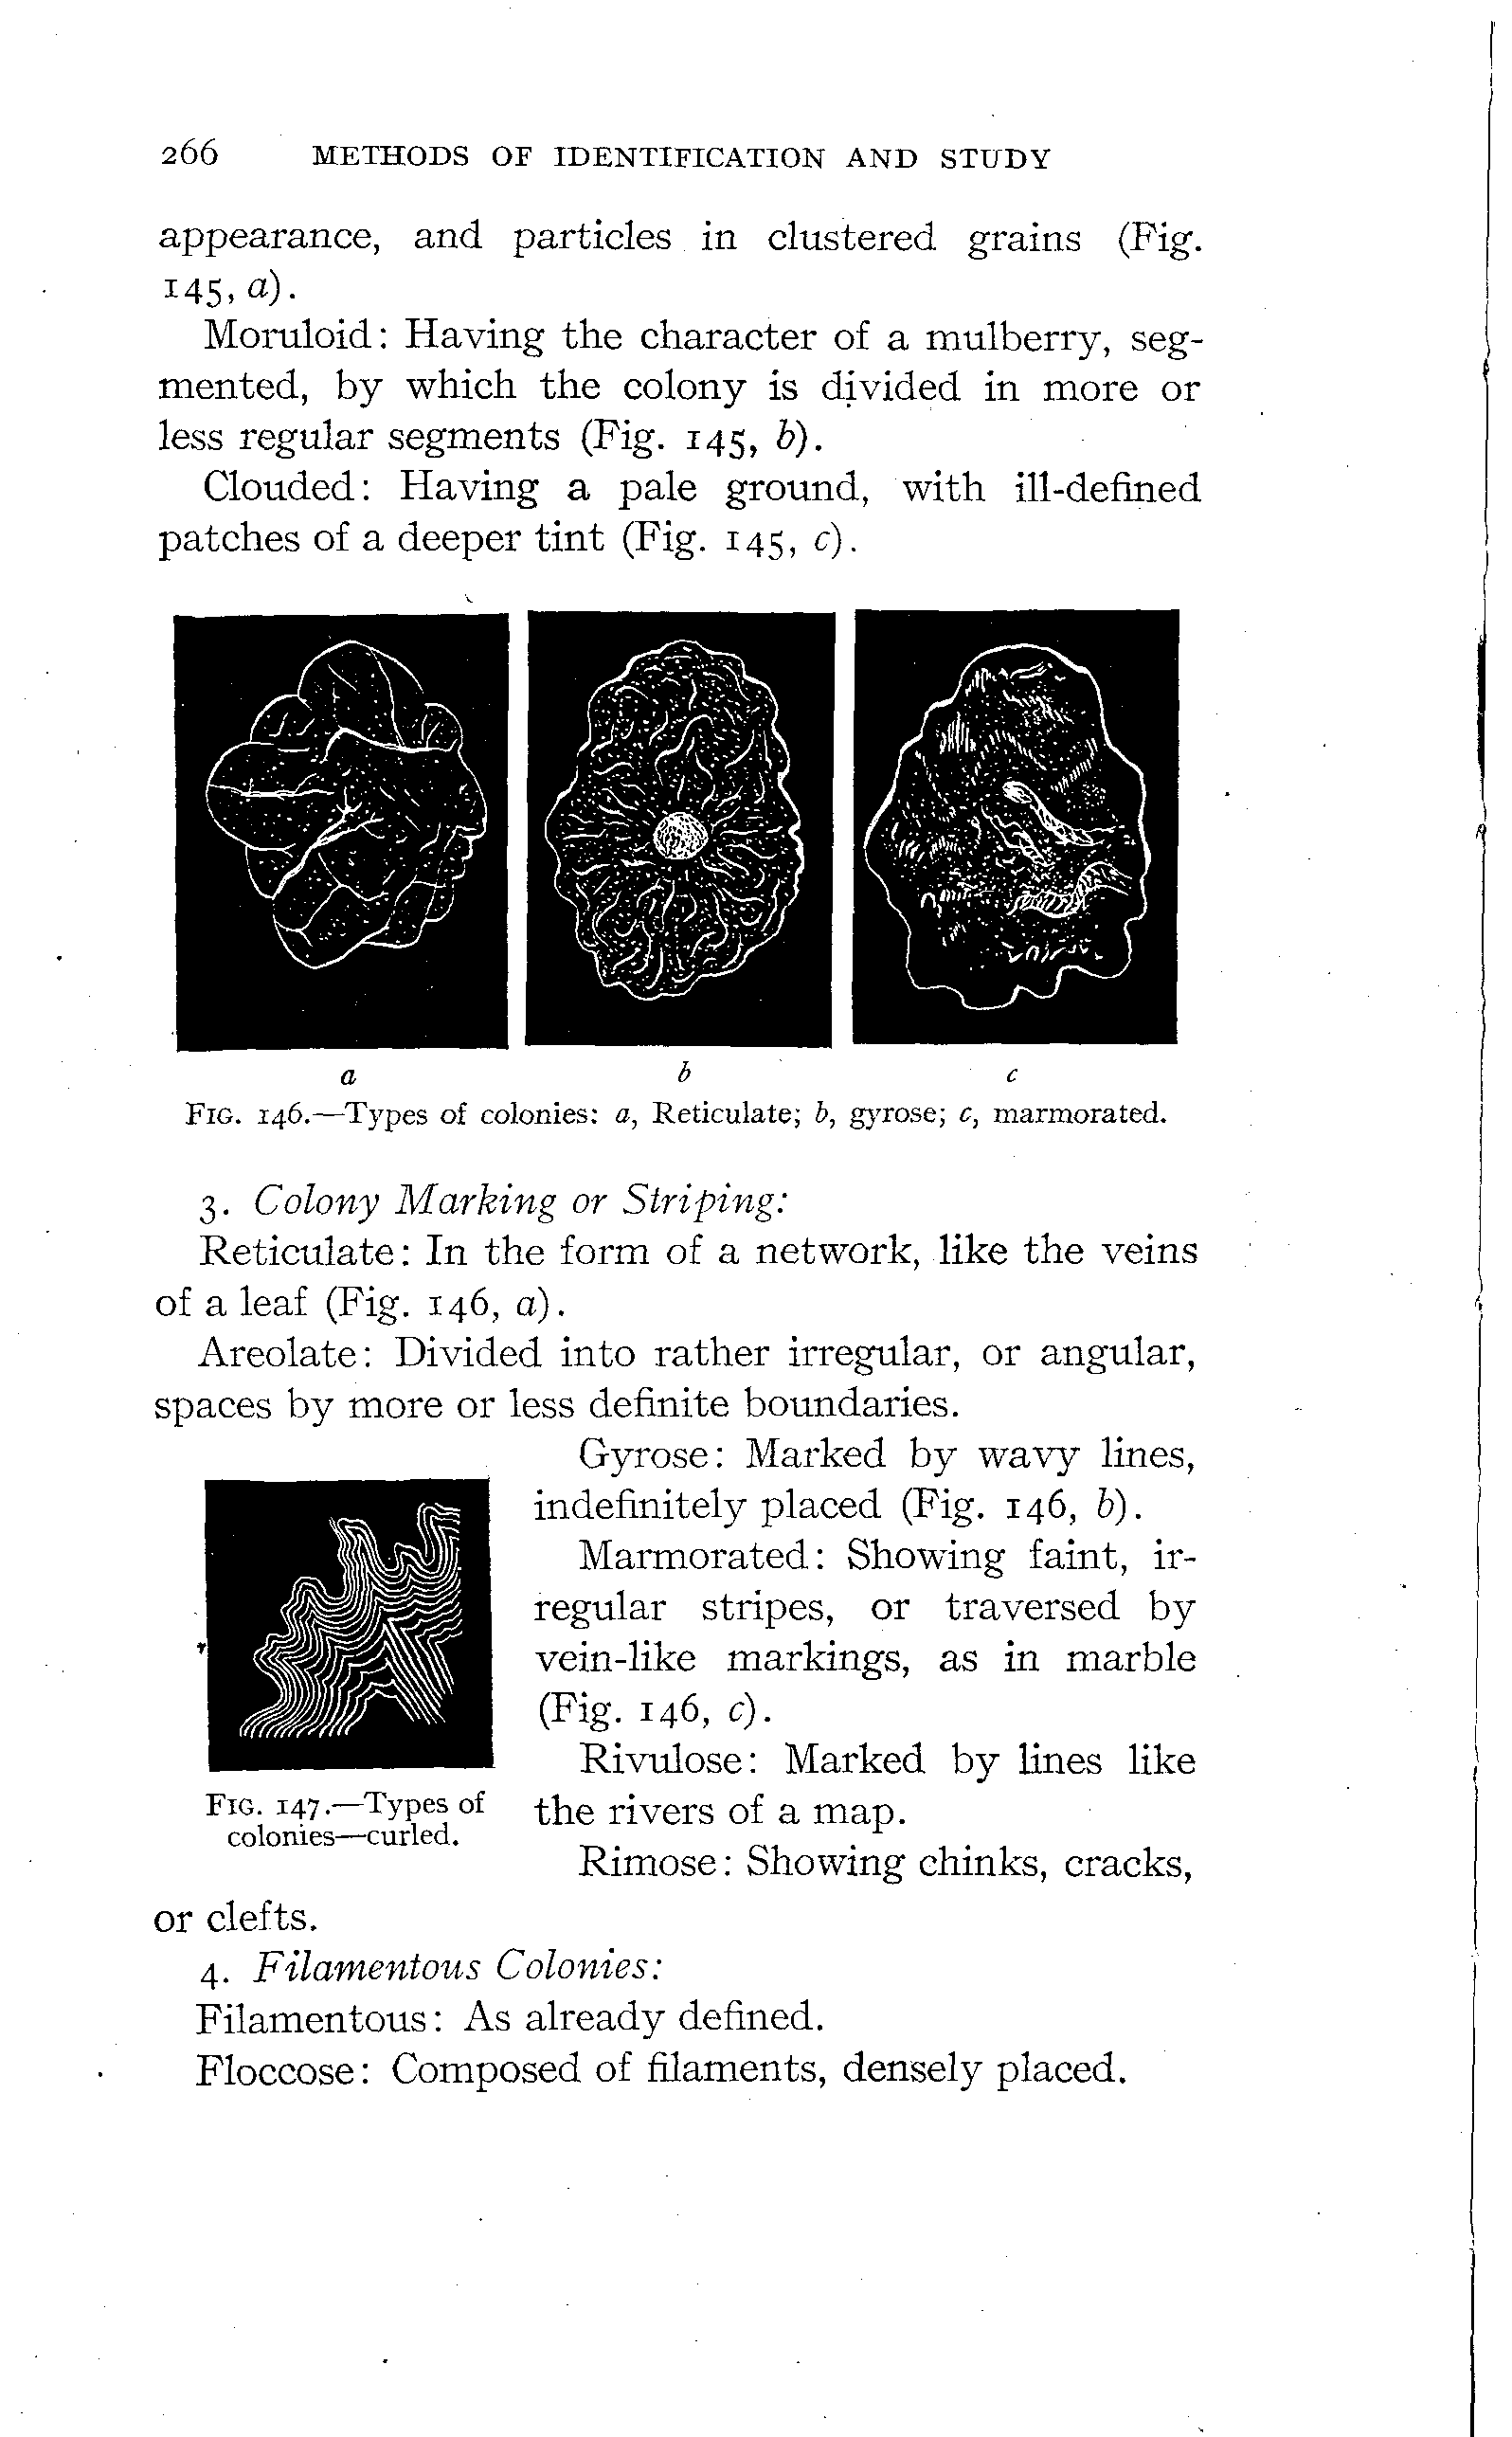 266 METHODS OF IDENTIFICATION AND STUDY
appearance, and particles in clustered grains (Fig.
145, a).
Moruloid: Having the character of a mulberry, seg-
mented, by which the colony is divided in more or
less regular segments (Fig. 145, b).
Clouded: Having a pale ground, with ill-defined
patches of a deeper tint (Fig. 145, c).
a b c
FIG. 146.—Types of colonies: a, Reticulate; b, gyrose; c, marmorated.
3. Colony Marking or Striping:
Reticulate: In the form of a network, like the veins
of a leaf (Fig. 146, a).
Areolate: Divided into rather irregular, or angular,
spaces by more or less definite boundaries.
Gyrose: Marked by wavy lines,
indefinitely placed (Fig. 146, b).
Marmorated: Showing faint, ir-
regular stripes, or traversed by
vein-like markings, as in marble
(Fig. 146, c).
Rivulose: Marked by lines like
the rivers of a map.
FIG. 147.—Types of
colonies—curled.
Rimose: Showing chinks, cracks,
or clefts.
4. Filamentous Colonies:
Filamentous: As already defined.
Floccose: Composed of filaments, densely placed.